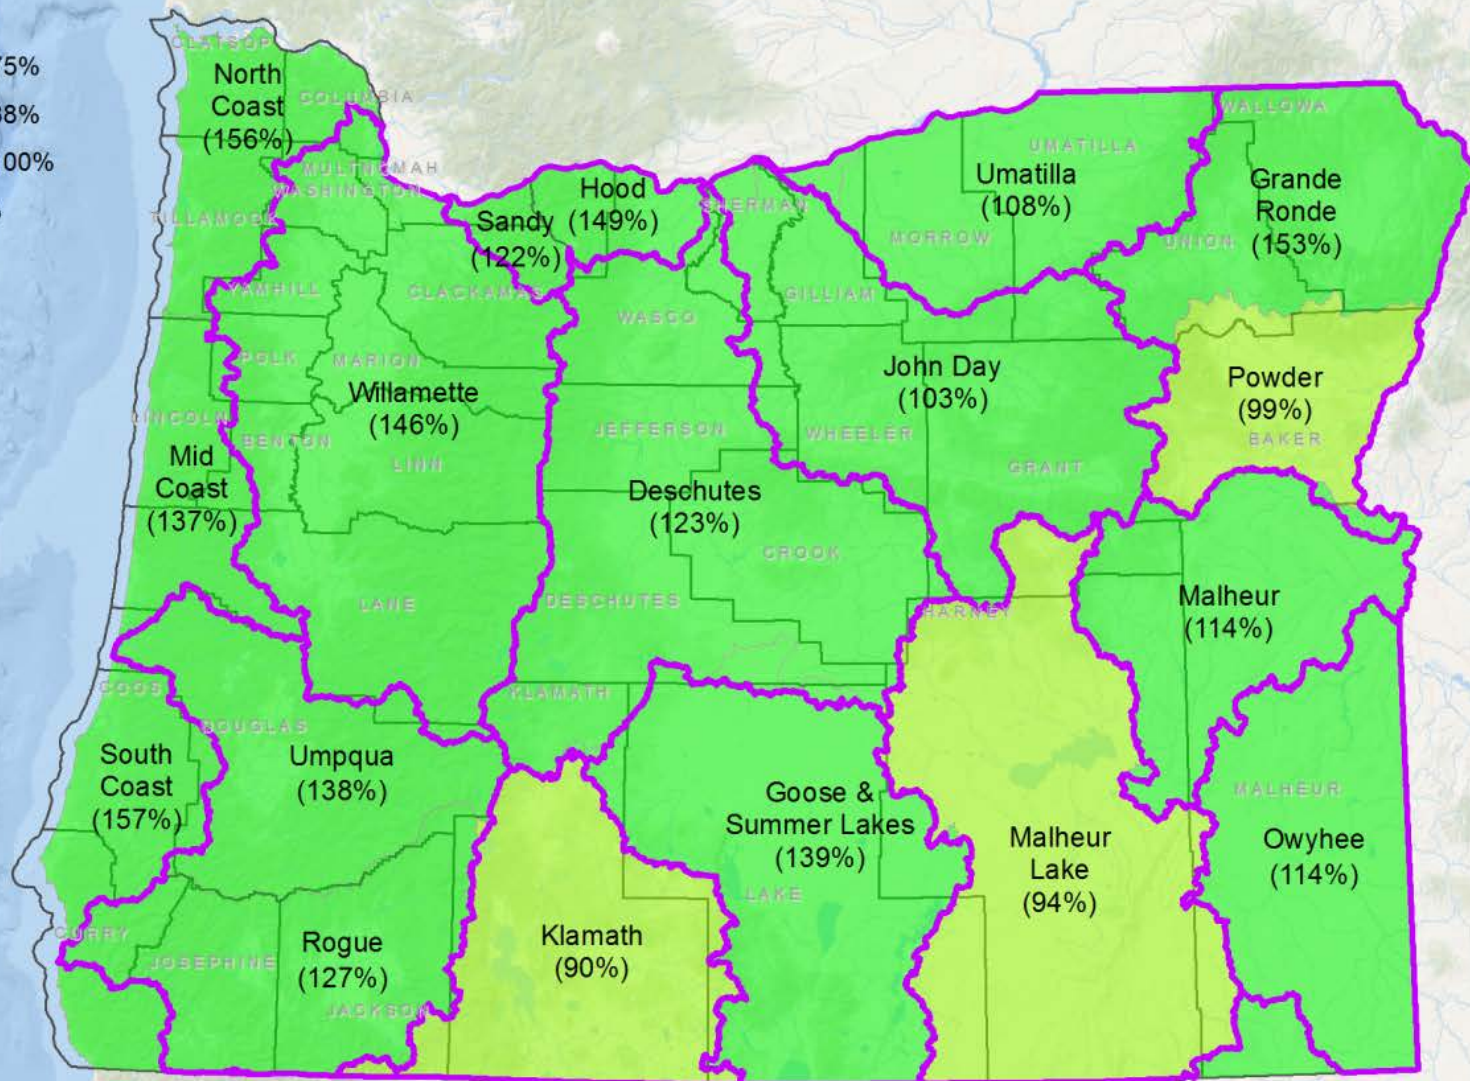 75%
88%
100%
CLATSOP
North
Coast
(156%)
COLUMBIA
MULTNOMAH
WASHINGTON
TILLAMOOK
Hood
(149%)
Sandy
(122%)
SHERMAN
UMATILLA
Umatilla
(108%)
MORROW
WALLOWA
Grande
Ronde
(153%)
UNION
YAMHILL
CLACKAMAS
WASCO
GILLIAM
POLK
MARION
Willamette
(146%)
John Day
(103%)
Powder
(99%)
BAKER
LINCOLN
BENTON
LINN
JEFFERSON
WHEELER
GRANT
Mid
Coast
(137%)
Deschutes
(123%)
CROOK
LANE
DESCHUTES
HARNEY
Malheur
(114%)
COOS
DOUGLAS
KLAMATH
South
Coast
(157%)
Umpqua
(138%)
Goose &
Summer Lakes
(139%)
LAKE
Malheur
Lake
(94%)
MALHEUR
Owyhee
(114%)
CURRY
JOSEPHINE
Rogue
(127%)
JACKSON
Klamath
(90%)